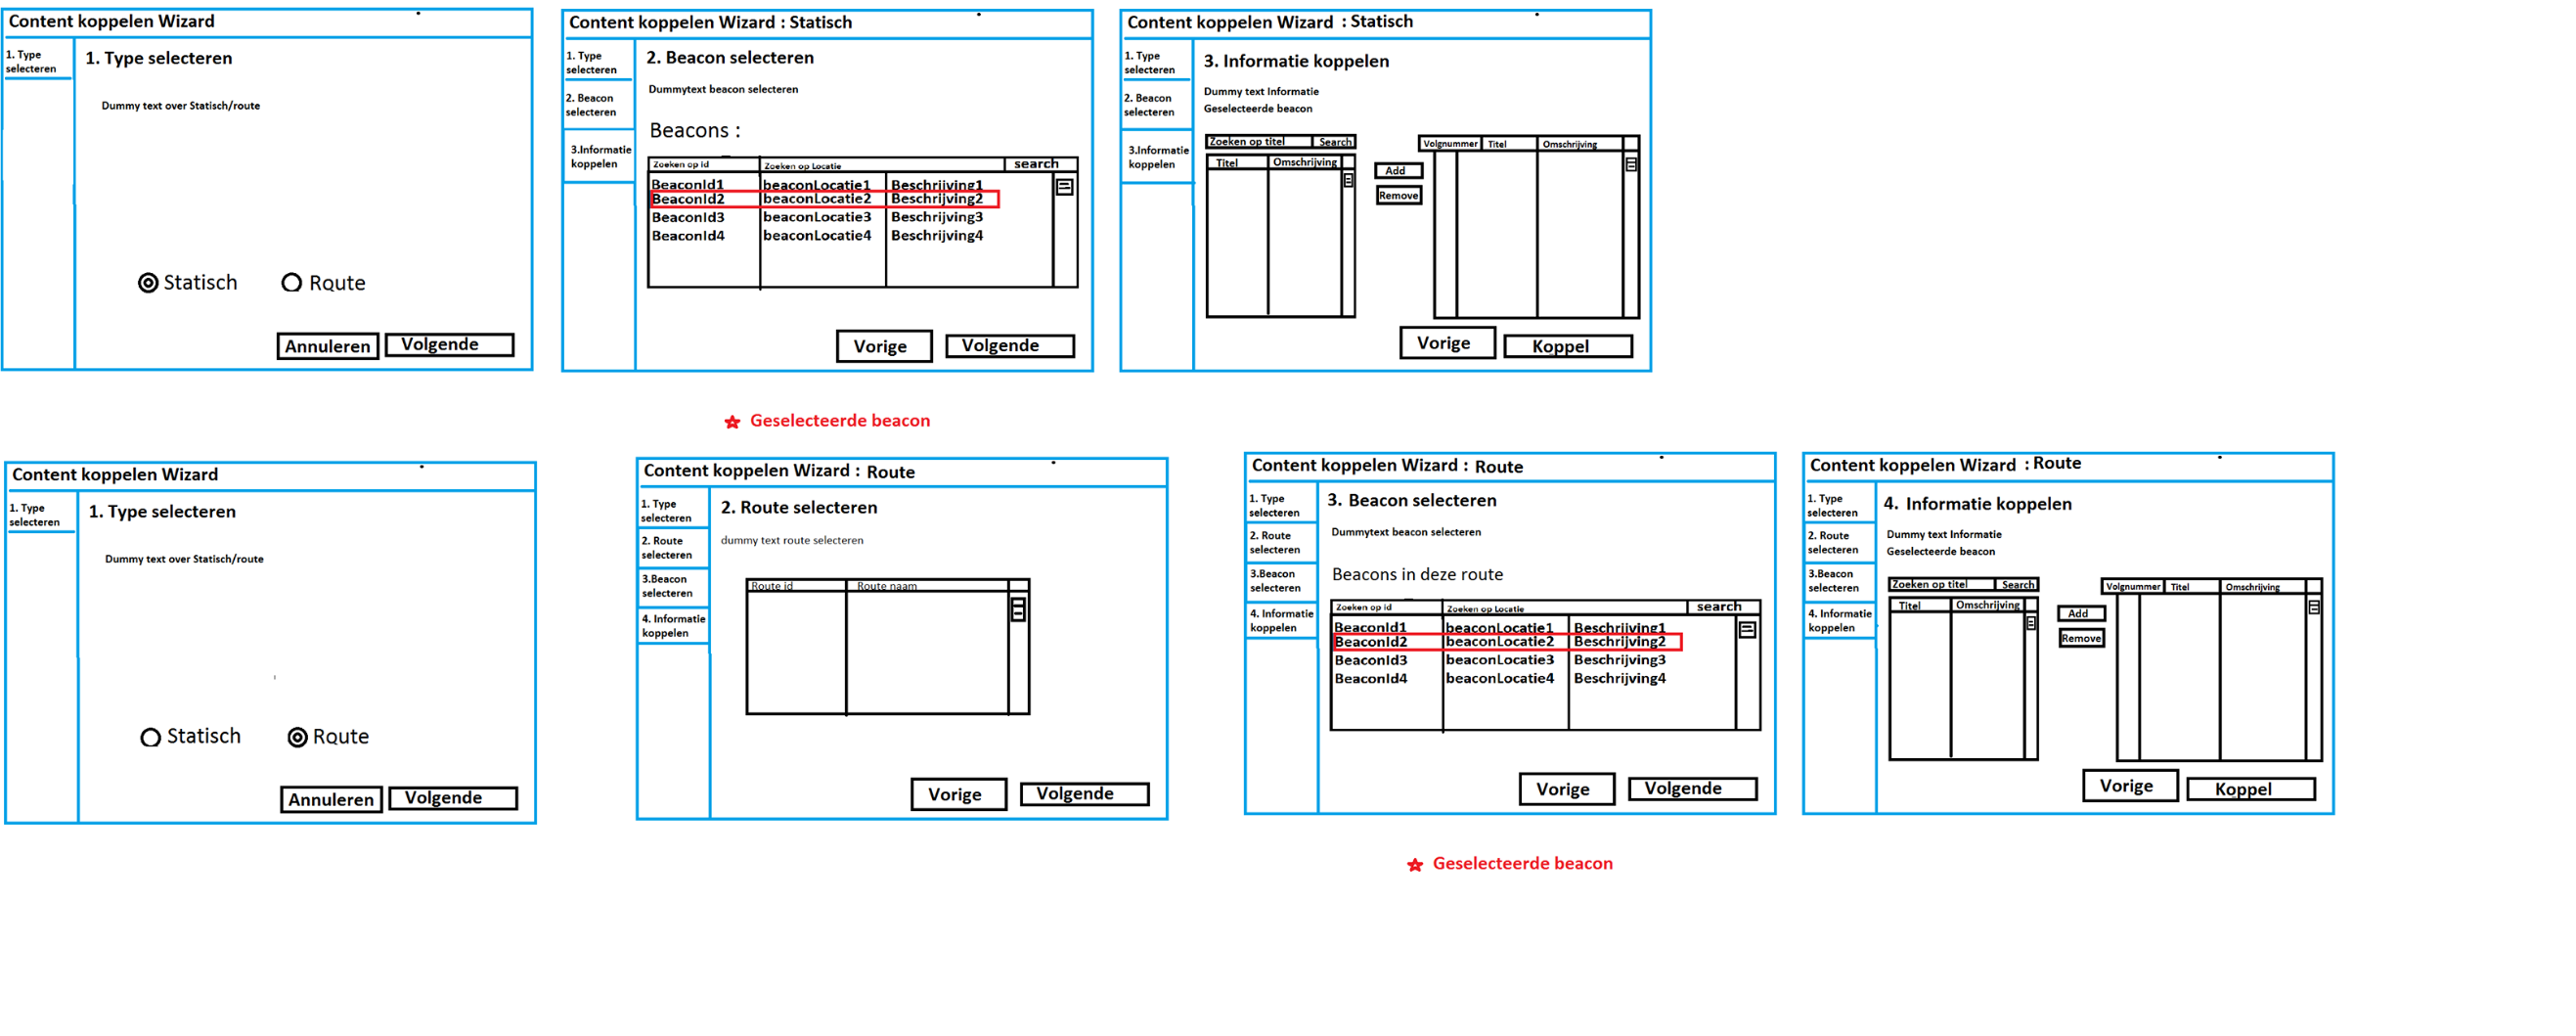 Content koppelen Wizard
1. Type
selecteren
1. Type selecteren
Dummy text over Statisch/route
Statisch
Route
Annuleren
Volgende
Content koppelen Wizard : Statisch
1. Type
selecteren
2. Beacon
selecteren
3.Informatie
koppelen
2. Beacon selecteren
Dummytext beacon selecteren
Beacons :
Zoeken op id
Zoeken op Locatie
search
BeaconId1 beaconLocatie1 Beschrijving1
BeaconId2 beaconLocatie2 Beschrijving2
BeaconId3 beaconLocatie3 Beschrijving3
BeaconId4 beaconLocatie4 Beschrijving4
Vorige
Volgende
Content koppelen Wizard : Statisch
1. Type
selecteren
2. Beacon
selecteren
3.Informatie
koppelen
3. Informatie koppelen
Dummy text Informatie
Geselecteerde beacon
Zoeken op titel
Search
Titel
Omschrijving
Add
Remove
Volgnummer
Titel
Omschrijving
Vorige
Koppel
Geselecteerde beacon
Content koppelen Wizard
1. Type
selecteren
1. Type selecteren
Dummy text over Statisch/route
Statisch
Route
Annuleren
Volgende
Content koppelen Wizard : Route
1. Type
selecteren
2. Route
selecteren
3.Beacon
selecteren
4. Informatie
koppelen
2. Route selecteren
dummy text route selecteren
Route id
Route naam
Vorige
Volgende
Content koppelen Wizard : Route
1. Type
selecteren
2. Route
selecteren
3.Beacon
selecteren
4. Informatie
koppelen
3. Beacon selecteren
Dummytext beacon selecteren
Beacons in deze route
Zoeken op id
Zoeken op Locatie
search
BeaconId1 beaconLocatie1 Beschrijving1
BeaconId2 beaconLocatie2 Beschrijving2
BeaconId3 beaconLocatie3 Beschrijving3
BeaconId4 beaconLocatie4 Beschrijving4
Vorige
Volgende
Content koppelen Wizard : Route
1. Type
selecteren
2. Route
selecteren
3.Beacon
selecteren
4. Informatie
koppelen
4. Informatie koppelen
Dummy text Informatie
Geselecteerde beacon
Zoeken op titel
Search
Titel
Omschrijving
Add
Remove
Volgnummer
Titel
Omschrijving
Vorige
Koppel
Geselecteerde beacon